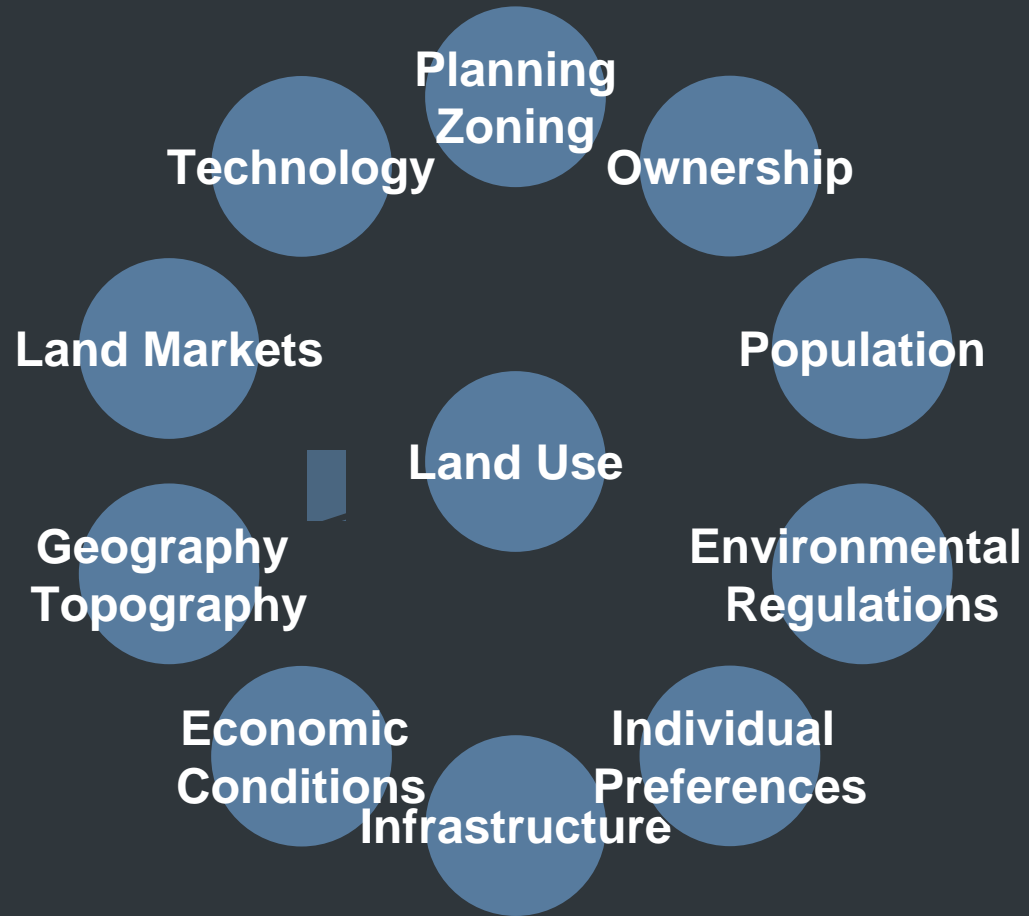 Planning
Zoning
Technology
Ownership
Land Markets
Population
Land Use
Geography
Topography
Environmental
Regulations
Economic
Conditions
Individual
Preferences
Infrastructure